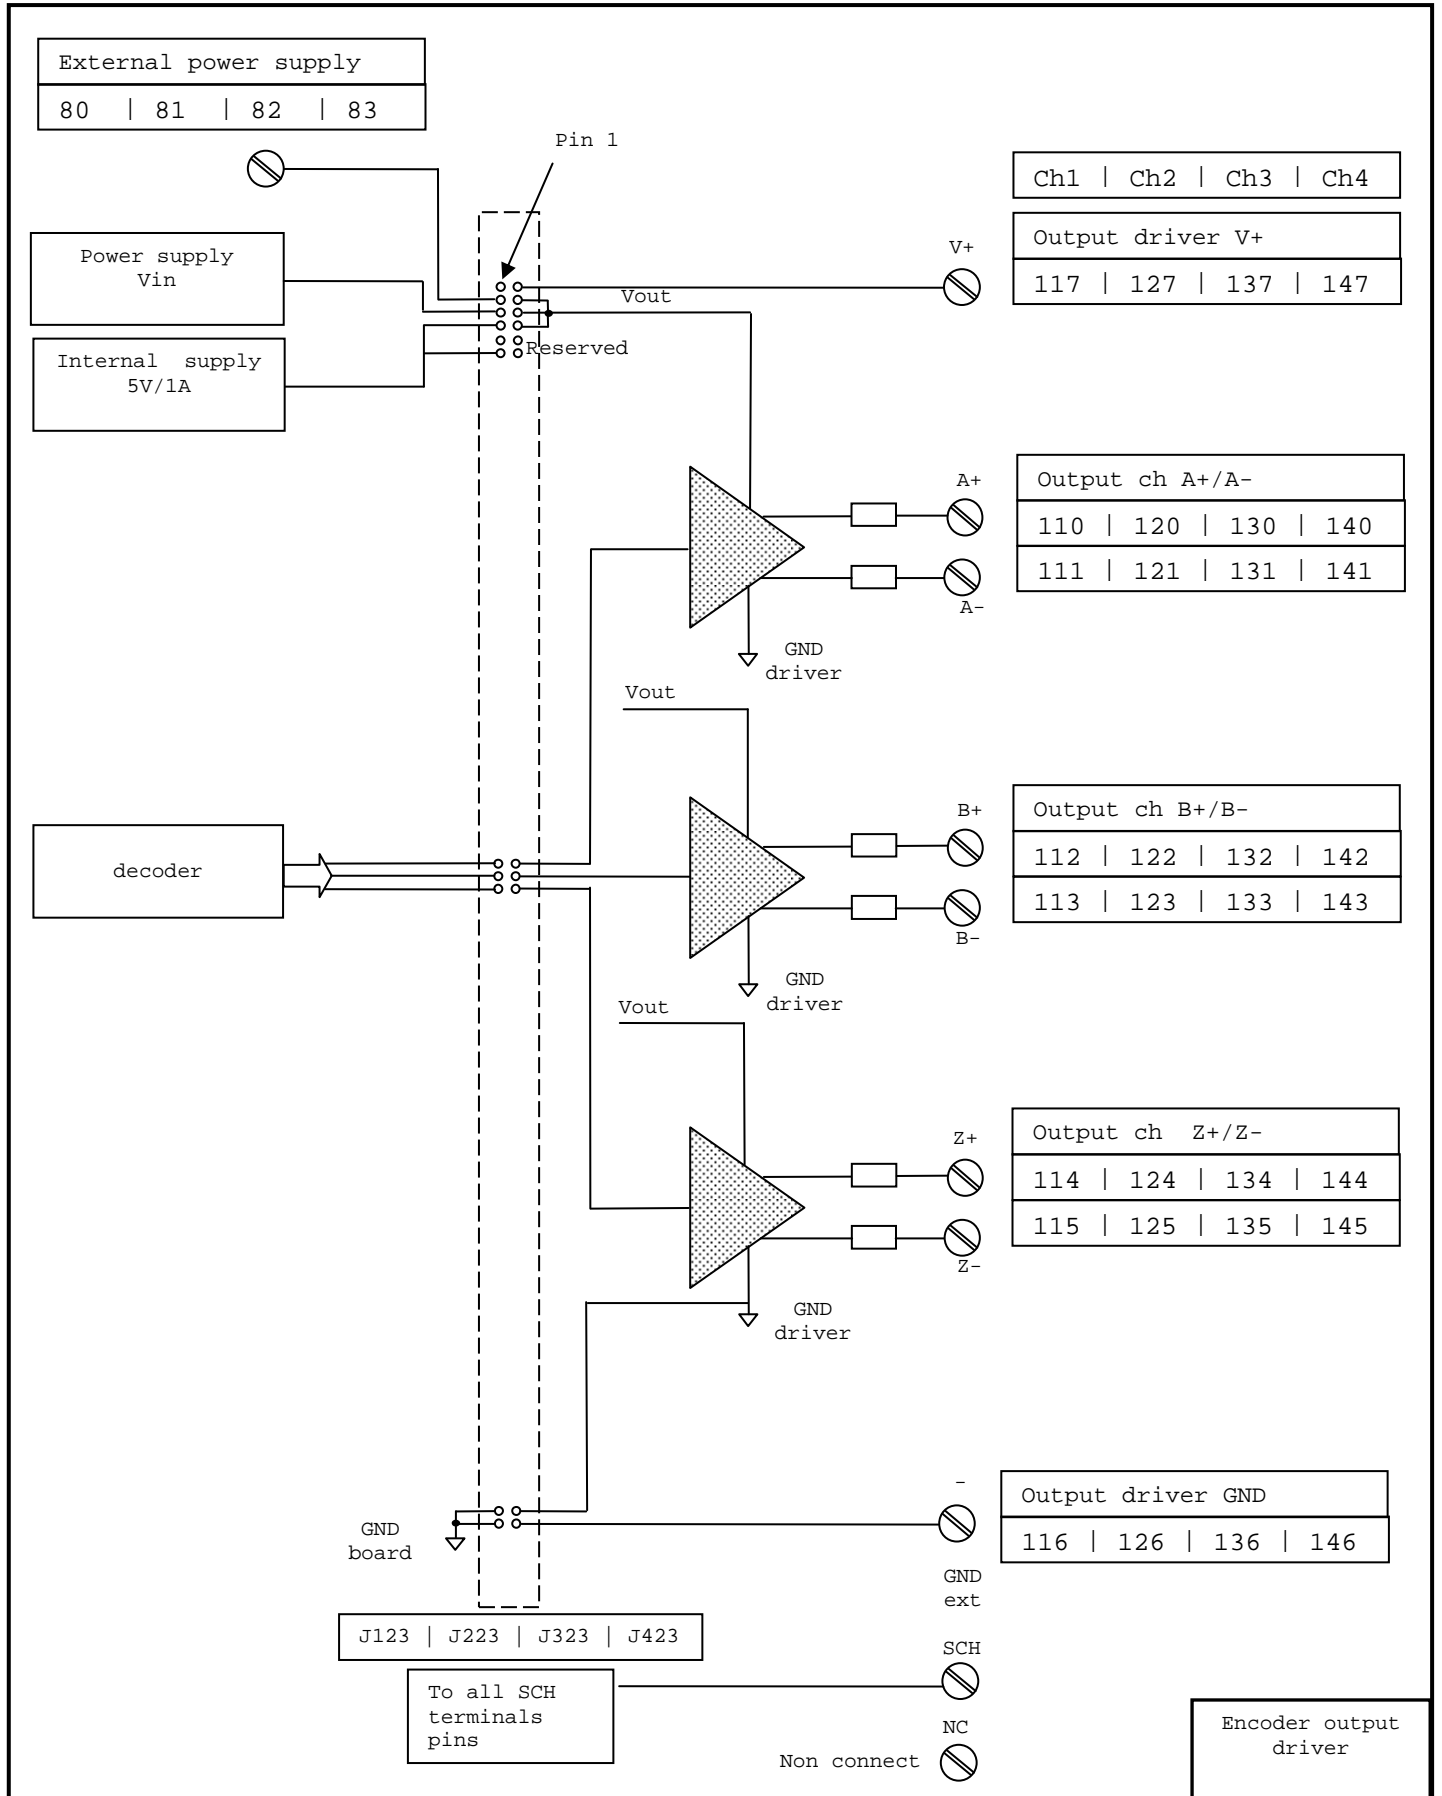 External power supply
80 | 81 | 82 | 83
Pin 1
Ch1 | Ch2 | Ch3 | Ch4
Output driver V+
117 | 127 | 137 | 147
V+
Power supply
Vin
Vout
Reserved
Internal supply
5V/1A
A+
Output ch A+/A-
110 | 120 | 130 | 140
111 | 121 | 131 | 141
A-
GND
driver
Vout
B+
Output ch B+/B-
112 | 122 | 132 | 142
113 | 123 | 133 | 143
B-
decoder
GND
driver
Vout
Z+
Output ch Z+/Z-
114 | 124 | 134 | 144
115 | 125 | 135 | 145
Z-
GND
driver
-
Output driver GND
116 | 126 | 136 | 146
GND
board
GND
ext
J123 | J223 | J323 | J423
SCH
To all SCH
terminals
pins
NC
Non connect
Encoder output
driver